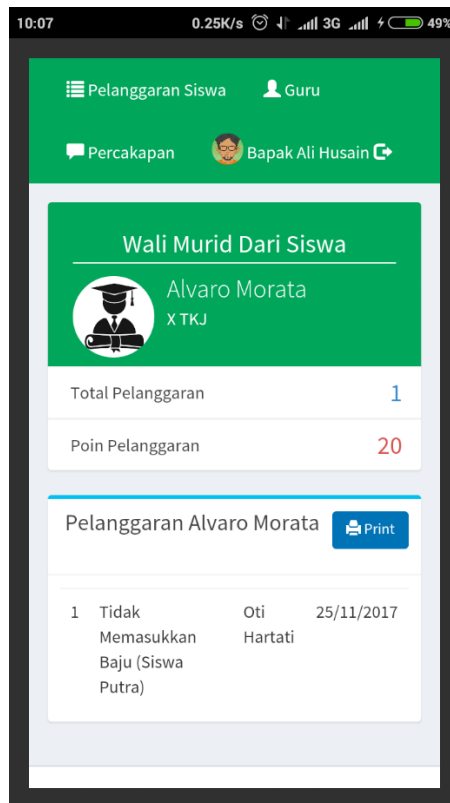 10:07 0.25K/s 3G 49%
Pelanggaran Siswa Guru
Percakapan Bapak Ali Husain
Wali Murid Dari Siswa
Alvaro Morata
X TKJ
Total Pelanggaran 1
Poin Pelanggaran 20
Pelanggaran Alvaro Morata Print
1 Tidak Oti 25/11/2017
Memasukkan Hartati
Baju (Siswa
Putra)